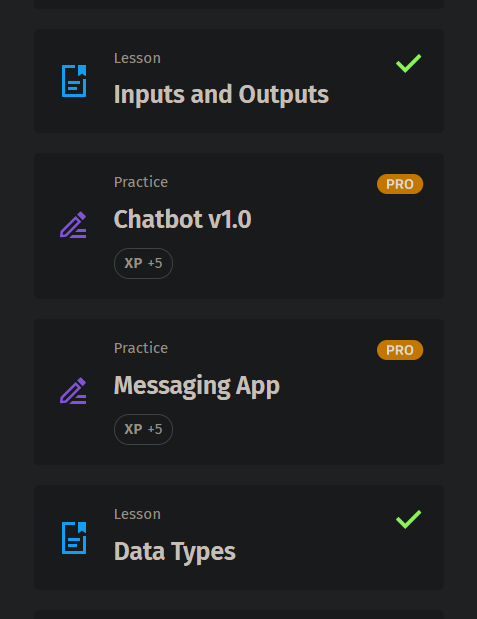 Lesson
Inputs and Outputs
Practice
PRO
Chatbot v1.0
XP +5
Practice
PRO
Messaging App
XP +5
Lesson
Data Types